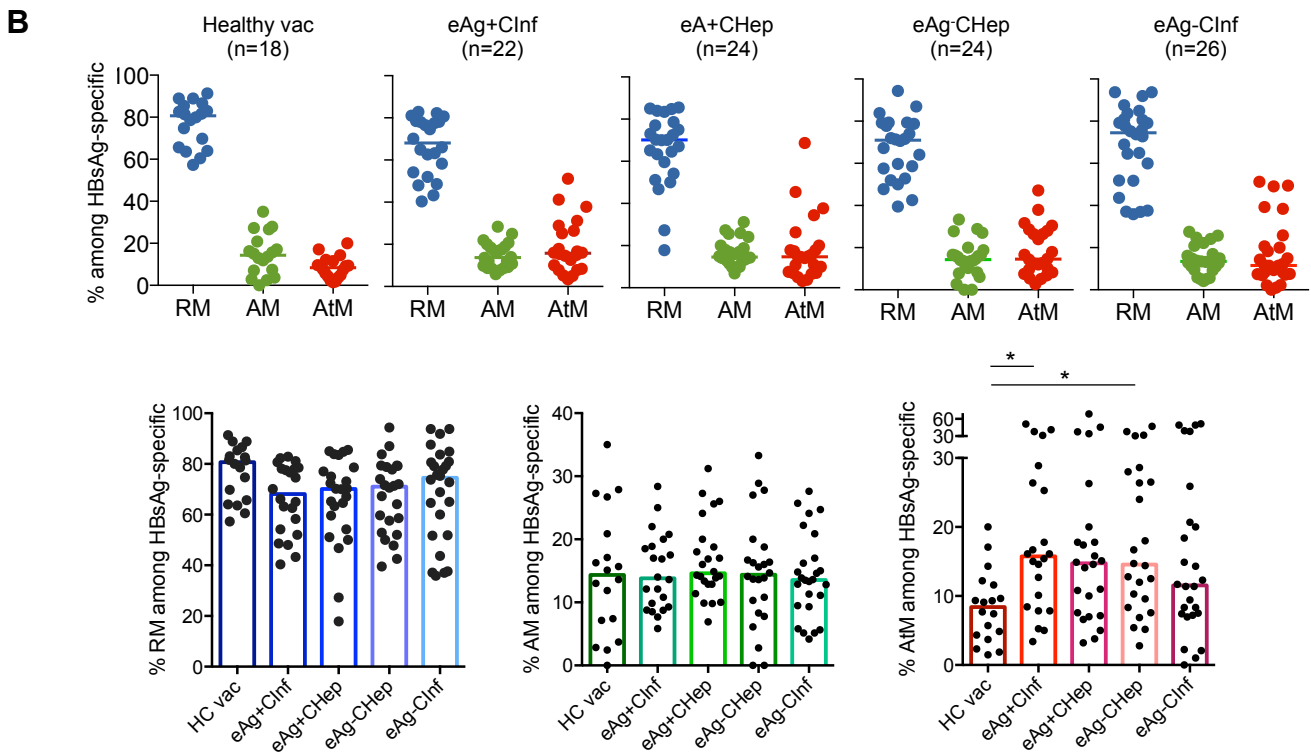 B
Healthy vac
(n=18)
eAg+CInf
(n=22)
eA+CHep
(n=24)
eAg-CHep
(n=24)
eAg-CInf
(n=26)
% among HBsAg-specific
100
80
60
40
20
0
RM AM AtM
RM AM AtM
RM AM AtM
RM AM AtM
RM AM AtM
% RM among HBsAg-specific
100
80
60
40
20
0
HC vac
eAg+CInf
eAg+CHep
eAg-CHep
eAg-CInf
% AM among HBsAg-specific
40
30
20
10
0
HC vac
eAg+CInf
eAg+CHep
eAg-CHep
eAg-CInf
% AtM among HBsAg-specific
*
*
60
30
30
20
10
0
HC vac
eAg+CInf
eAg+CHep
eAg-CHep
eAg-CInf